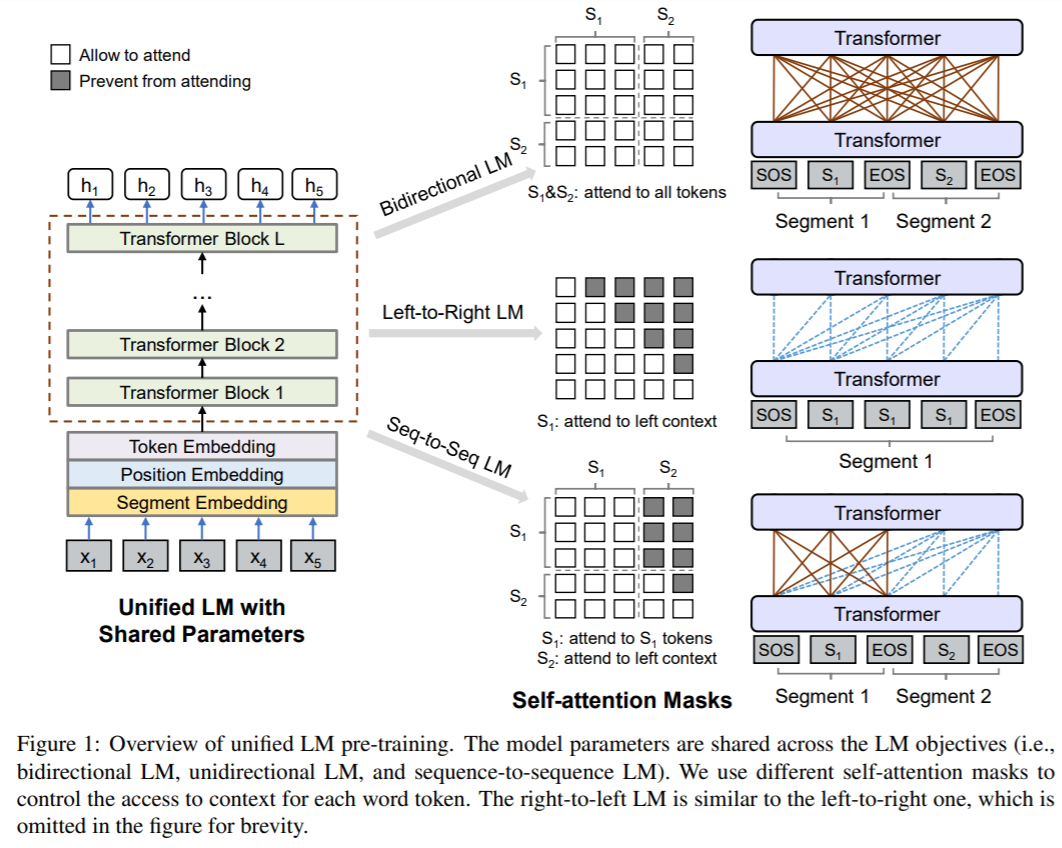 Allow to attend
Prevent from attending
h1 h2 h3 h4 h5
Transformer Block L
...
Transformer Block 2
Transformer Block 1
Token Embedding
Position Embedding
Segment Embedding
x1 x2 x3 x4 x5
Unified LM with
Shared Parameters
Bidirectional LM
Left-to-Right LM
Seq-to-Seq LM
S1 S2
S1
S2
S1&S2: attend to all tokens
S1: attend to left context
S1 S2
S1
S2
S1: attend to S1 tokens
S2: attend to left context
Self-attention Masks
Transformer
Transformer
SOS S1 EOS S2 EOS
Segment 1 Segment 2
Transformer
Transformer
SOS S1 S1 S1 EOS
Segment 1
Transformer
Transformer
SOS S1 EOS S2 EOS
Segment 1 Segment 2
Figure 1: Overview of unified LM pre-training. The model parameters are shared across the LM objectives (i.e.,
bidirectional LM, unidirectional LM, and sequence-to-sequence LM). We use different self-attention masks to
control the access to context for each word token. The right-to-left LM is similar to the left-to-right one, which is
omitted in the figure for brevity.